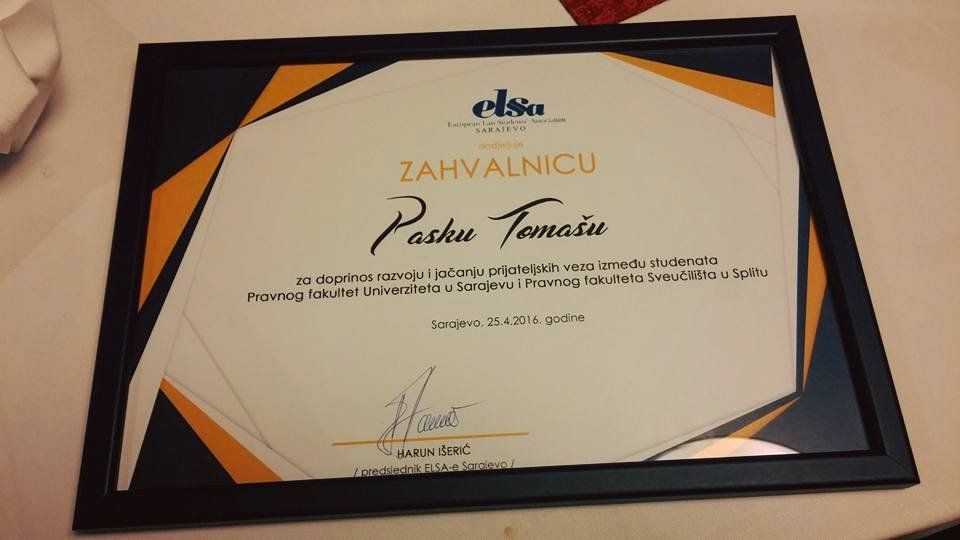 elsa
European Law Students' Association
SARAJEVO
dodjeljuje
ZAHVALNICU
Pasku Tomašu
za doprinos razvoju i jačanju prijateljskih veza između studenata
Pravnog fakultet Univerziteta u Sarajevu i Pravnog fakulteta Sveučilišta u Splitu
Sarajevo, 25.4.2016. godine
HARUN IŠERIĆ
/ predsjednik ELSA-e Sarajevo /